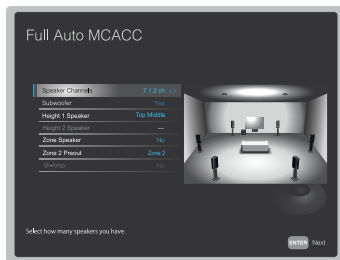 Full Auto MCACC
Speaker Channels 7.1.2 ch <>
Subwoofer Yes
Height 1 Speaker Top Middle
Height 2 Speaker ---
Zone Speaker No
Zone 2 Preout Zone 2
Bi-Amp No
Select how many speakers you have.
ENTER Next